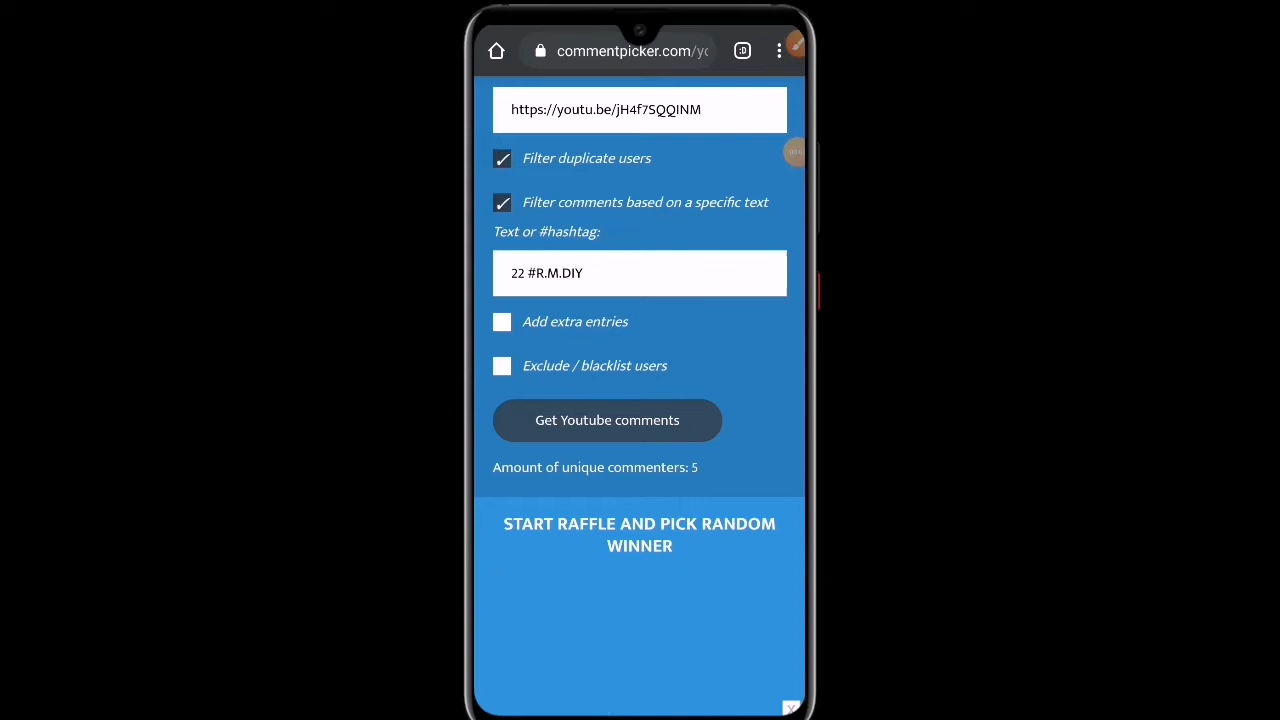 commentpicker.com/yo
https://youtu.be/jH4f7SQQINM
Filter duplicate users
Filter comments based on a specific text
Text or #hashtag:
22 #R.M.DIY
Add extra entries
Exclude / blacklist users
Get Youtube comments
Amount of unique commenters: 5
START RAFFLE AND PICK RANDOM
WINNER